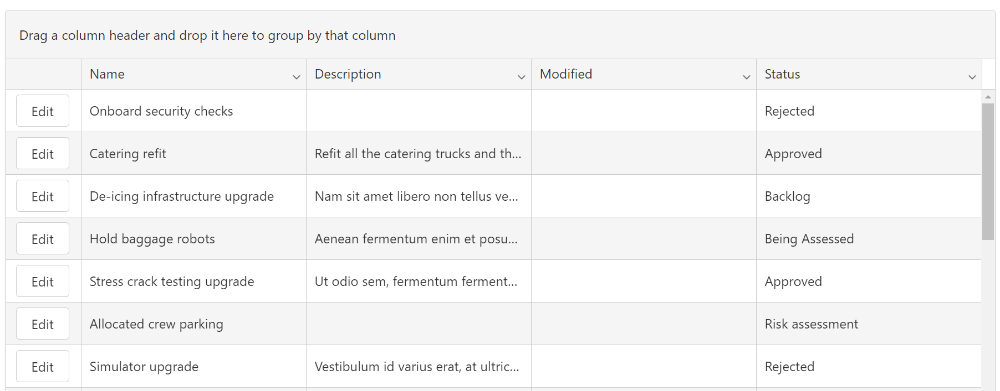 Drag a column header and drop it here to group by that column
Name Description Modified Status
Edit Onboard security checks Rejected
Edit Catering refit Refit all the catering trucks and th... Approved
Edit De-icing infrastructure upgrade Nam sit amet libero non tellus ve... Backlog
Edit Hold baggage robots Aenean fermentum enim et posu... Being Assessed
Edit Stress crack testing upgrade Ut odio sem, fermentum ferment... Approved
Edit Allocated crew parking Risk assessment
Edit Simulator upgrade Vestibulum id varius erat, at ultric... Rejected